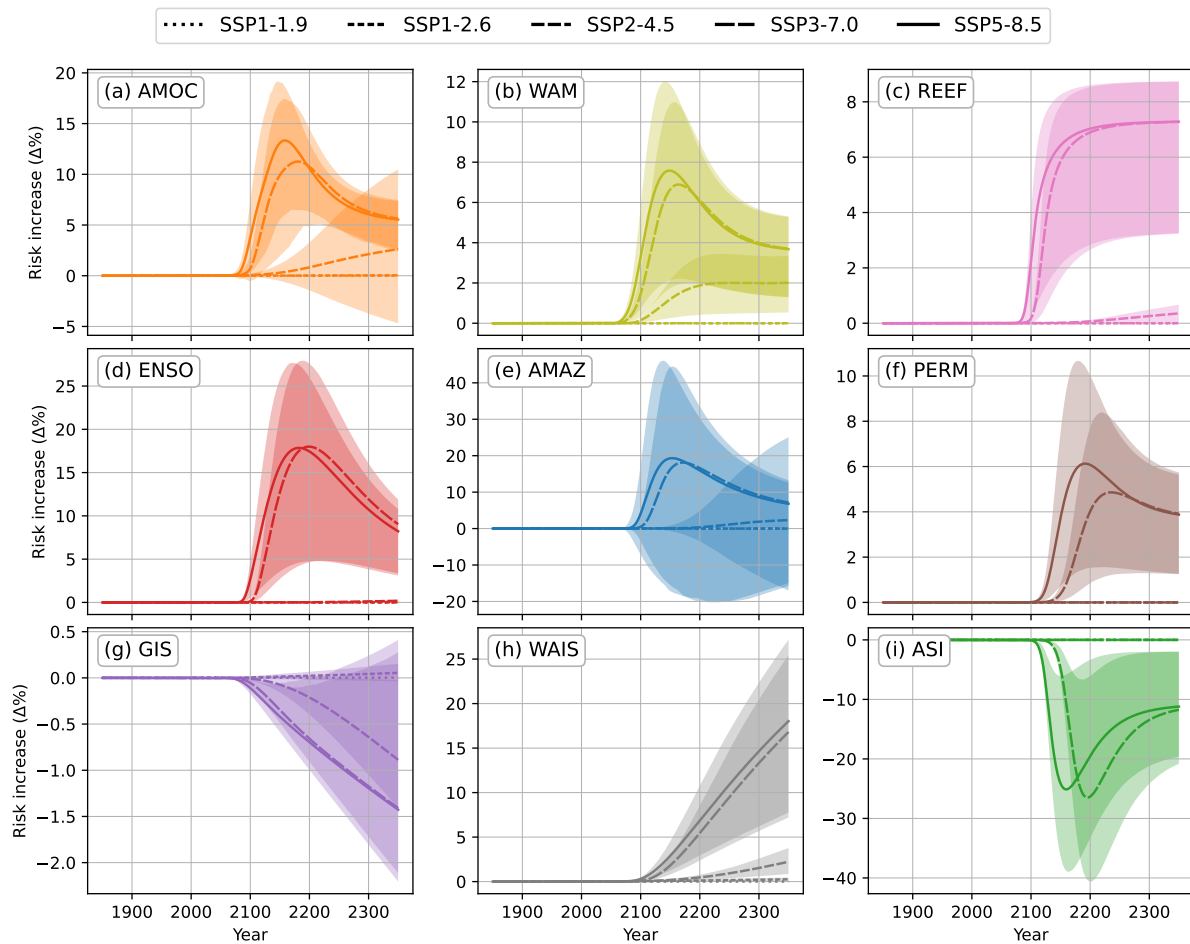 SSP1-1.9 SSP1-2.6 SSP2-4.5 SSP3-7.0 SSP5-8.5
(a) AMOC
Risk increase (Δ%)
20
15
10
5
0
−5
(b) WAM
12
10
8
6
4
2
0
(c) REEF
8
6
4
2
0
(d) ENSO
Risk increase (Δ%)
25
20
15
10
5
0
(e) AMAZ
40
30
20
10
0
−10
−20
(f) PERM
10
8
6
4
2
0
(g) GIS
Risk increase (Δ%)
0.5
0.0
−0.5
−1.0
−1.5
−2.0
1900 2000 2100 2200 2300
Year
(h) WAIS
25
20
15
10
5
0
1900 2000 2100 2200 2300
Year
(i) ASI
0
−10
−20
−30
−40
1900 2000 2100 2200 2300
Year